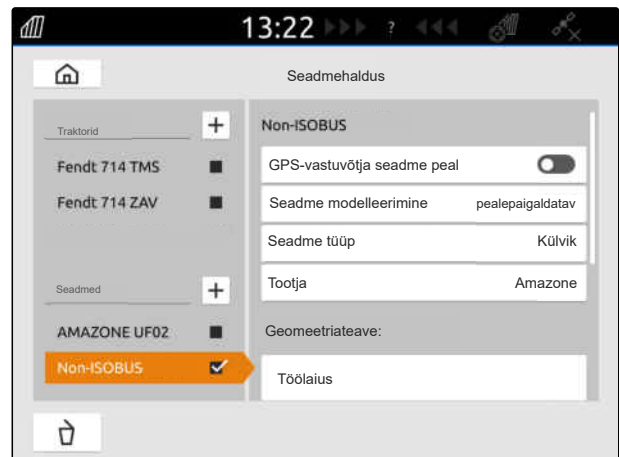 13:22
?
Seadmehaldus
Traktorid
+
Fendt 714 TMS
Fendt 714 ZAV
Seadmed
+
AMAZONE UF02
Non-ISOBUS
Non-ISOBUS
GPS-vastuvõtja seadme peal
Seadme modelleerimine pealepaigaldatav
Seadme tüüp Külvik
Tootja Amazone
Geomeetriateave:
Töölaius